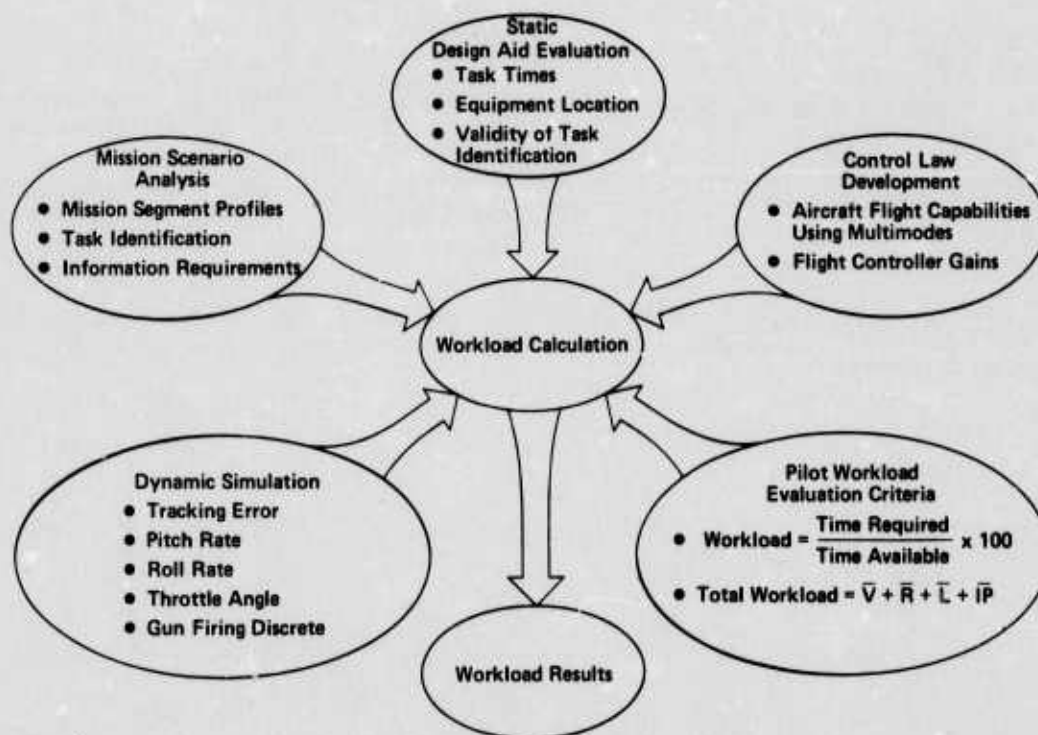 Static
Design Aid Evaluation
● Task Times
● Equipment Location
● Validity of Task
Identification
Mission Scenario
Analysis
● Mission Segment Profiles
● Task Identification
● Information Requirements
Control Law
Development
● Aircraft Flight Capabilities
Using Multimodes
● Flight Controller Gains
Workload Calculation
Dynamic Simulation
● Tracking Error
● Pitch Rate
● Roll Rate
● Throttle Angle
● Gun Firing Discrete
Pilot Workload
Evaluation Criteria
● Workload = Time Required / Time Available x 100
● Total Workload = V̅ + R̅ + L̅ + I̅P̅
Workload Results